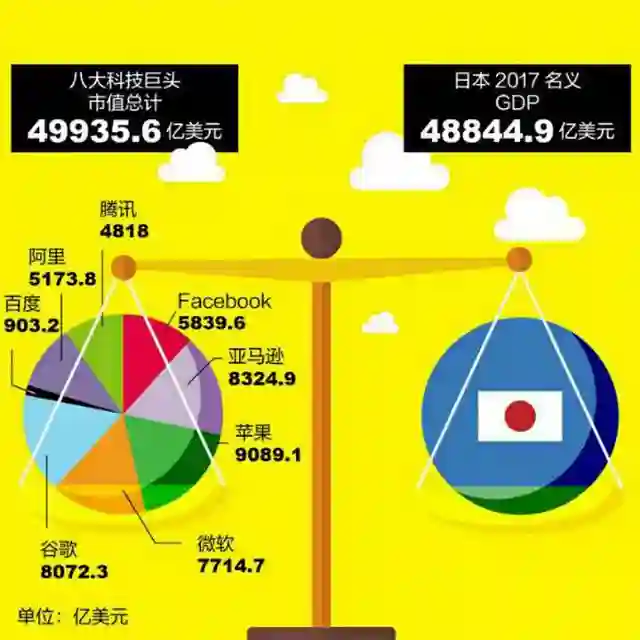 八大科技巨头
市值总计
49935.6 亿美元
日本 2017 名义
GDP
48844.9 亿美元
腾讯
4818
阿里
5173.8
百度
903.2
Facebook
5839.6
亚马逊
8324.9
苹果
9089.1
微软
7714.7
谷歌
8072.3
单位：亿美元